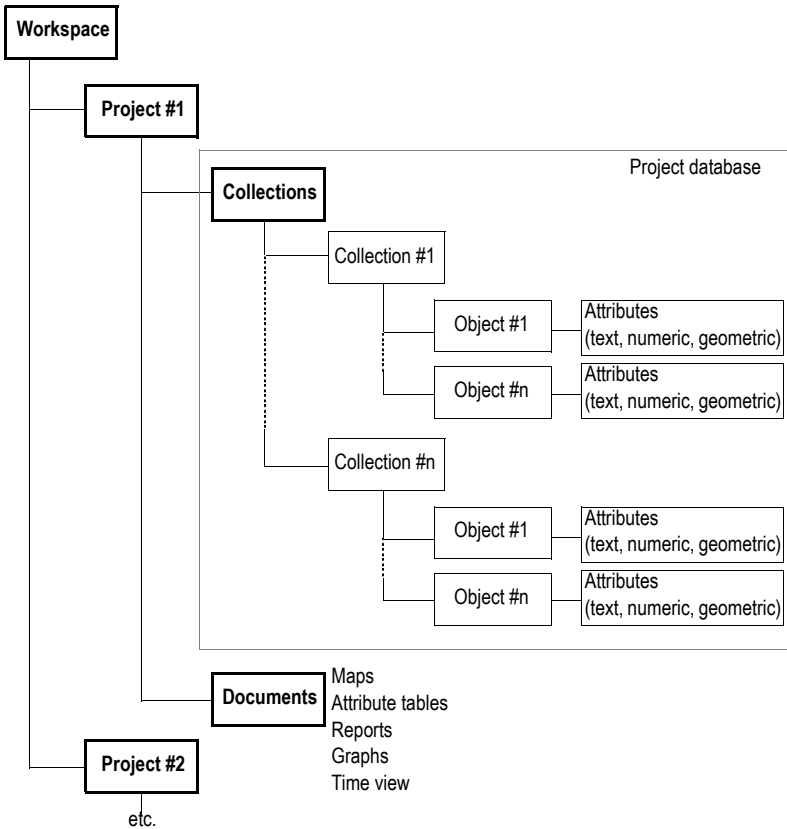 Workspace
Project #1
Project database
Collections
Collection #1
Object #1
Attributes
(text, numeric, geometric)
Object #n
Attributes
(text, numeric, geometric)
Collection #n
Object #1
Attributes
(text, numeric, geometric)
Object #n
Attributes
(text, numeric, geometric)
Documents
Maps
Attribute tables
Reports
Graphs
Time view
Project #2
etc.